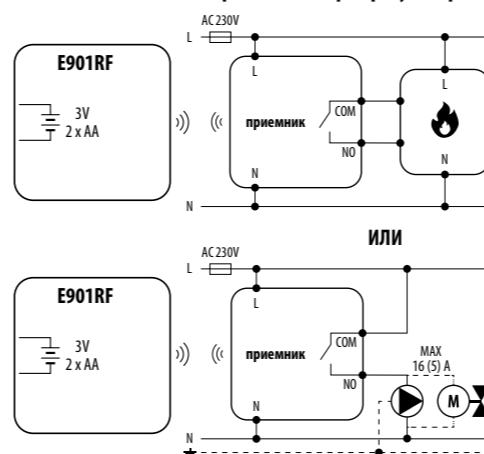 AC 230V
L
E901RF
3V
2 x AA
L
приемник
COM
NO
N
L
N
N
ИЛИ
AC 230V
L
E901RF
3V
2 x AA
L
приемник
COM
NO
N
MAX
16 (5) A
M
N